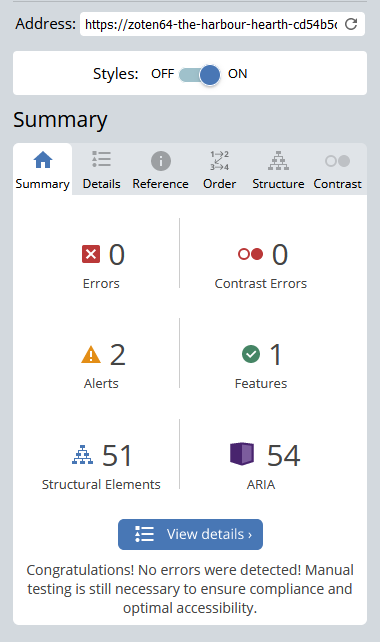 Address: https://zoten64-the-harbour-hearth-cd54b5c
Styles: OFF ON
Summary
Summary Details Reference Order Structure Contrast
0 0
Errors Contrast Errors
2 1
Alerts Features
51 54
Structural Elements ARIA
View details ›
Congratulations! No errors were detected! Manual
testing is still necessary to ensure compliance and
optimal accessibility.